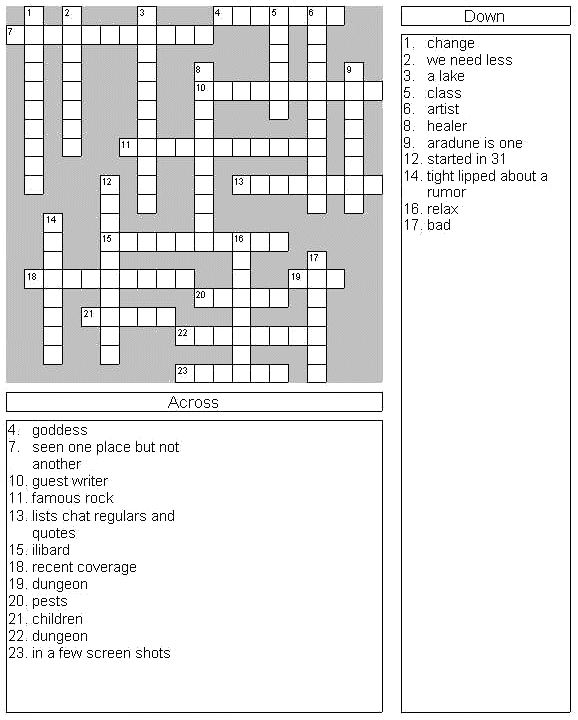 1 2 3 4 5 6
7
8 9
10
11
12 13
14
15 16
17
18 19
20
21
22
23
Across
4. goddess
7. seen one place but not
another
10. guest writer
11. famous rock
13. lists chat regulars and
quotes
15. ilibard
18. recent coverage
19. dungeon
20. pests
21. children
22. dungeon
23. in a few screen shots
Down
1. change
2. we need less
3. a lake
5. class
6. artist
8. healer
9. aradune is one
12. started in 31
14. tight lipped about a
rumor
16. relax
17. bad